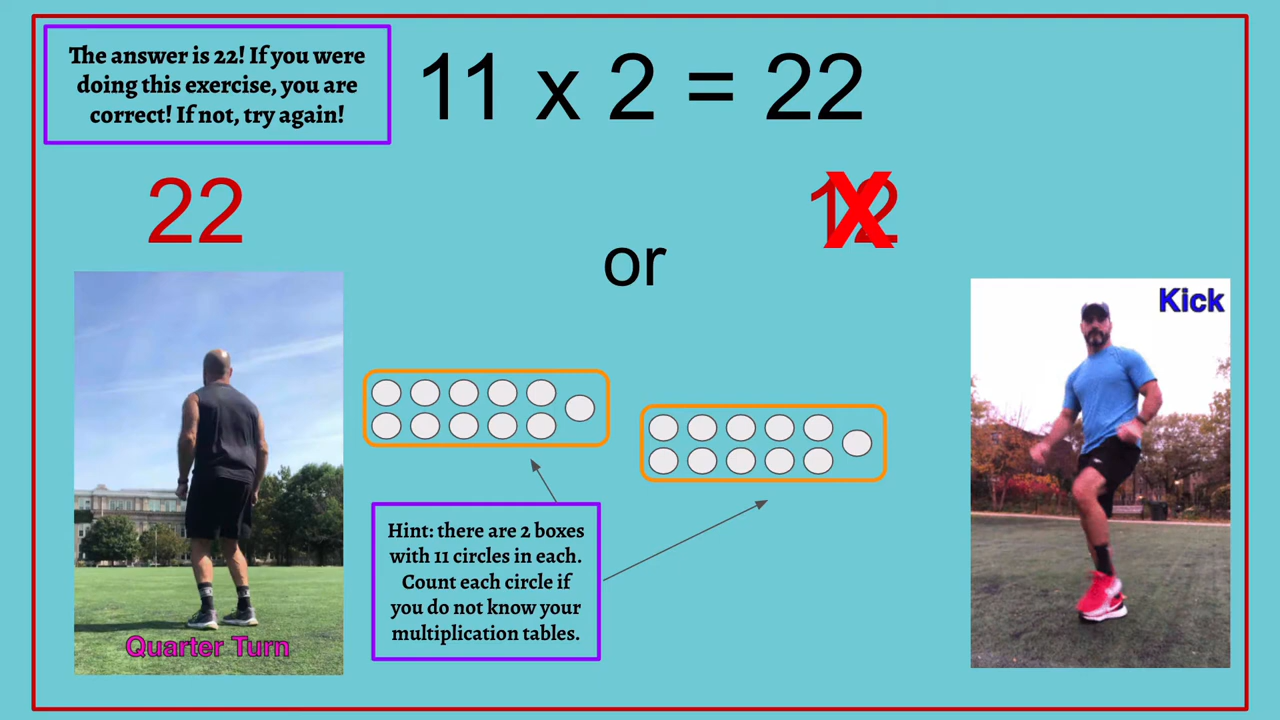 The answer is 22! If you were
doing this exercise, you are
correct! If not, try again!
11 x 2 = 22
22
12
X
or
Kick
Quarter Turn
Hint: there are 2 boxes
with 11 circles in each.
Count each circle if
you do not know your
multiplication tables.